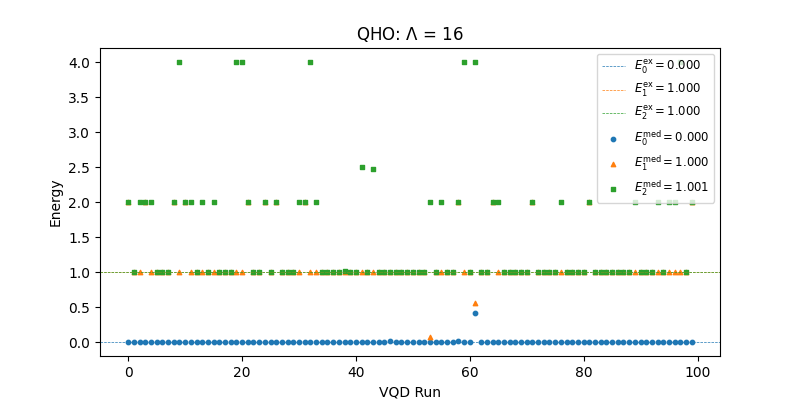 QHO: Λ = 16
4.0
3.5
3.0
2.5
2.0
1.5
1.0
0.5
0.0
Energy
0
20
40
60
80
100
VQD Run
E₀ᵉˣ = 0.000
E₁ᵉˣ = 1.000
E₂ᵉˣ = 1.000
E₀ᵐᵉᵈ = 0.000
E₁ᵐᵉᵈ = 1.000
E₂ᵐᵉᵈ = 1.001